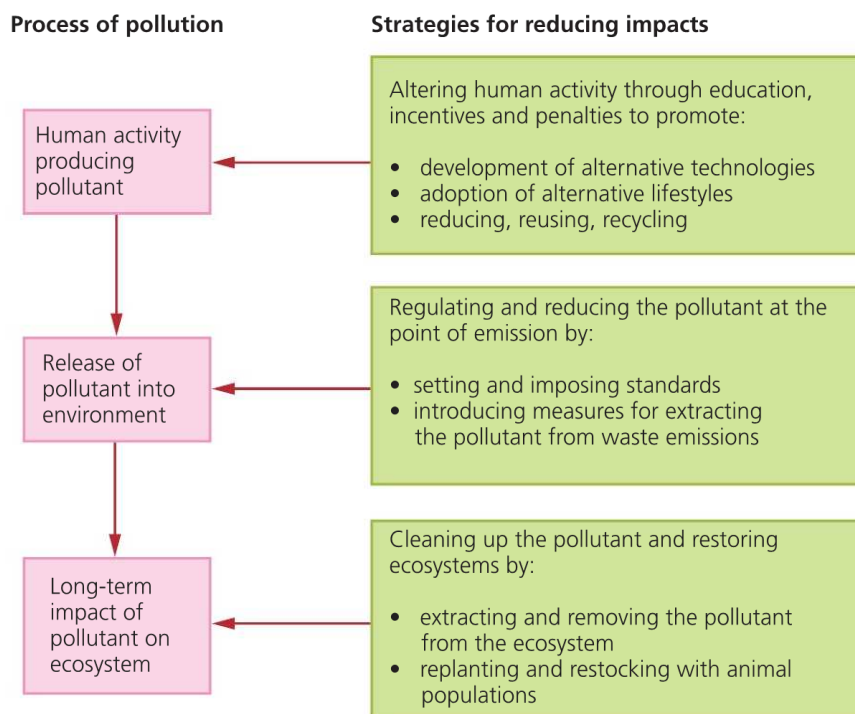 Process of pollution
Strategies for reducing impacts
Human activity
producing
pollutant
Altering human activity through education,
incentives and penalties to promote:
• development of alternative technologies
• adoption of alternative lifestyles
• reducing, reusing, recycling
Release of
pollutant into
environment
Regulating and reducing the pollutant at the
point of emission by:
• setting and imposing standards
• introducing measures for extracting
the pollutant from waste emissions
Long-term
impact of
pollutant on
ecosystem
Cleaning up the pollutant and restoring
ecosystems by:
• extracting and removing the pollutant
from the ecosystem
• replanting and restocking with animal
populations